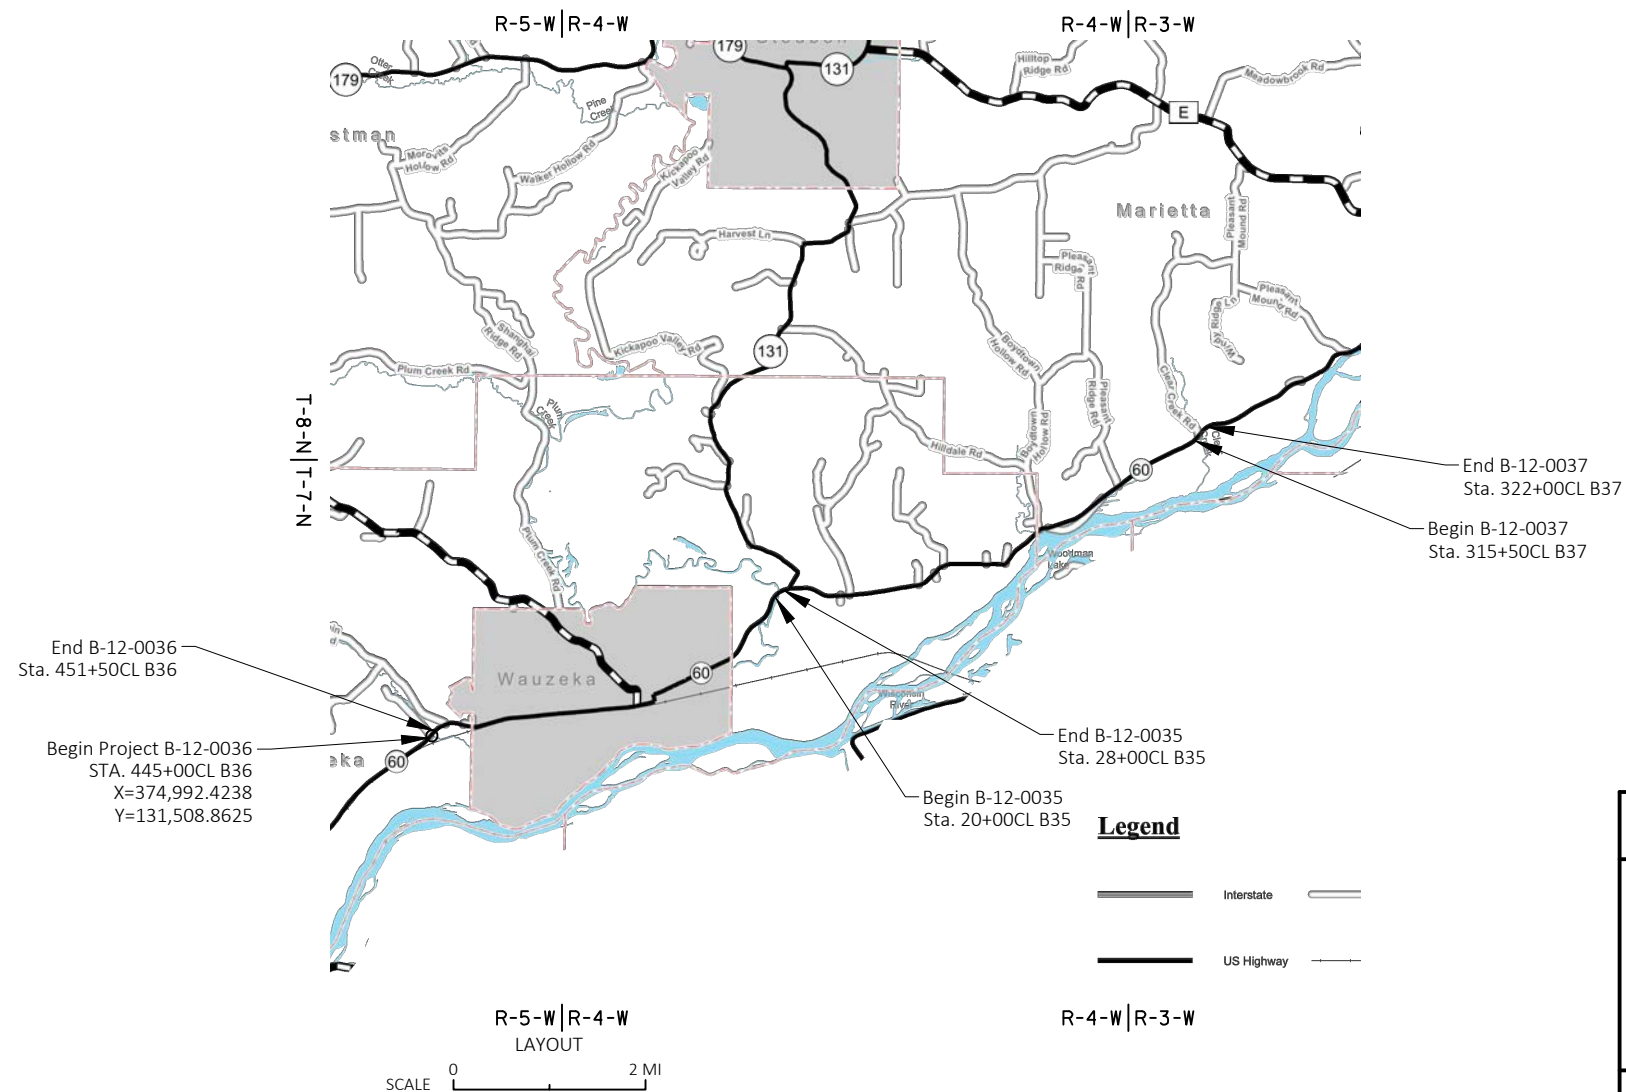 R-5-W R-4-W
R-4-W R-3-W
179
131
179
Otter
Creek
Pine
Creek
Hilltop
Ridge Rd
Meadowbrook Rd
E
stman
Morovits
Hollow Rd
Walker Hollow Rd
Kickapoo
Valley Rd
Marietta
Pleasant
Mound Rd
Harvest Ln
Pleasant
Ridge Rd
Pleasant
Mound Rd
Windy Ridge Ln
Shanghai
Ridge Rd
Kickapoo Valley Rd
131
Boydtown
Hollow Rd
Plum Creek Rd
Clear Creek Rd
Pleasant
Ridge Rd
Plum
Creek
T-8-N T-7-N
Boydtown
Hollow Rd
Hilldale Rd
60
End B-12-0037
Sta. 322+00CL B37
Begin B-12-0037
Sta. 315+50CL B37
Plum Creek Rd
Woodman
Lake
End B-12-0036
Sta. 451+50CL B36
Wauzeka
60
Wisconsin
River
Begin Project B-12-0036
STA. 445+00CL B36
X=374,992.4238
Y=131,508.8625
eka
60
End B-12-0035
Sta. 28+00CL B35
Begin B-12-0035
Sta. 20+00CL B35
Legend
Interstate
US Highway
R-5-W R-4-W
R-4-W R-3-W
LAYOUT
SCALE 0 2 MI